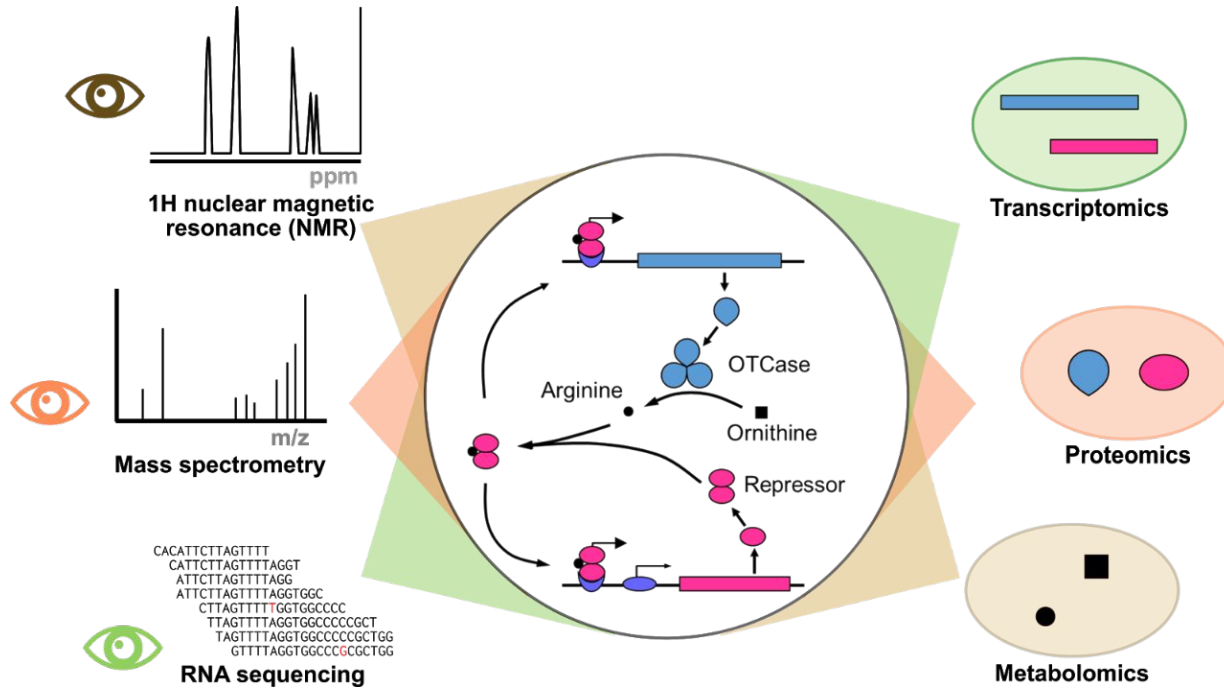 ppm
1H nuclear magnetic
resonance (NMR)
m/z
Mass spectrometry
CACATTCTTAGTTTT
CATTCTTAGTTTTAGGT
ATTCTTAGTTTTAGG
ATTCTTAGTTTTAGGTGGC
CTTAGTTTTTGGTGGCCCC
TTAGTTTTAGGTGGCCCCCGCT
TAGTTTTAGGTGGCCCCCGCTGG
GTTTTAGGTGGCCCGCGCTGG
RNA sequencing
OTCase
Arginine
Ornithine
Repressor
Transcriptomics
Proteomics
Metabolomics